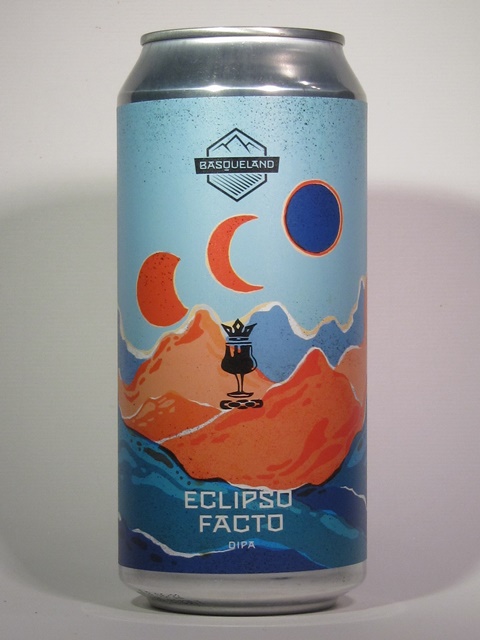 BASQUELAND
ECLIPSO
FACTO
DIPA